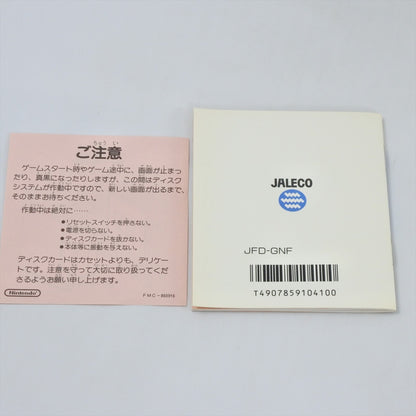 ちゅう い
ご注意
ゲームスタート時やゲーム途中に、画面が止まっ
たり、真黒になったりしますが、この間はディスク
システムが作動中ですので、新しい画面が出るまで、
そのままお待ちください。
作動中は絶対に……
●リセットスイッチを押さない。
●電源を切らない。
●ディスクカードを抜かない。
●本体等に振動を与えない。
ディスクカードはカセットよりも、デリケー
トです。注意を守って大切に取り扱ってくだ
さるようお願い申し上げます。
Nintendo
JALECO
JFD-GNF
T4907859104100